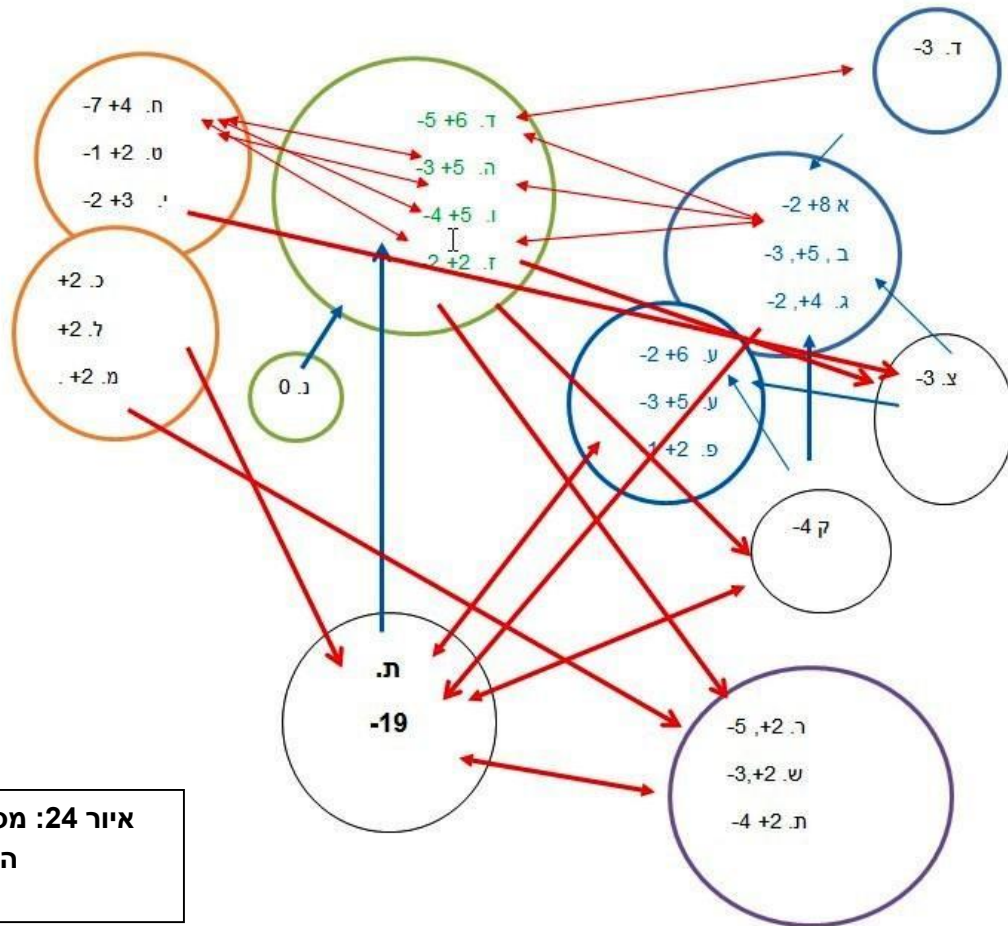 ד. 3-
ח. 4+ 7-
ט. 2+ 1-
י. 3+ 2-
ד. 6+ 5-
ה. 5+ 3-
ו. 5+ 4-
ז. 2+ 2-
א 8+ 2-
ב , 5+, 3-
ג. 4+, 2-
כ. 2+
ל. 2+
מ. 2+ .
נ. 0
ע. 6+ 2-
ע. 5+ 3-
פ. 2+ 1
צ. 3-
ק 4-
ת.
19-
ר. 2+, 5-
ש. 2+,3-
ת. 2+ 4-
איור 24: